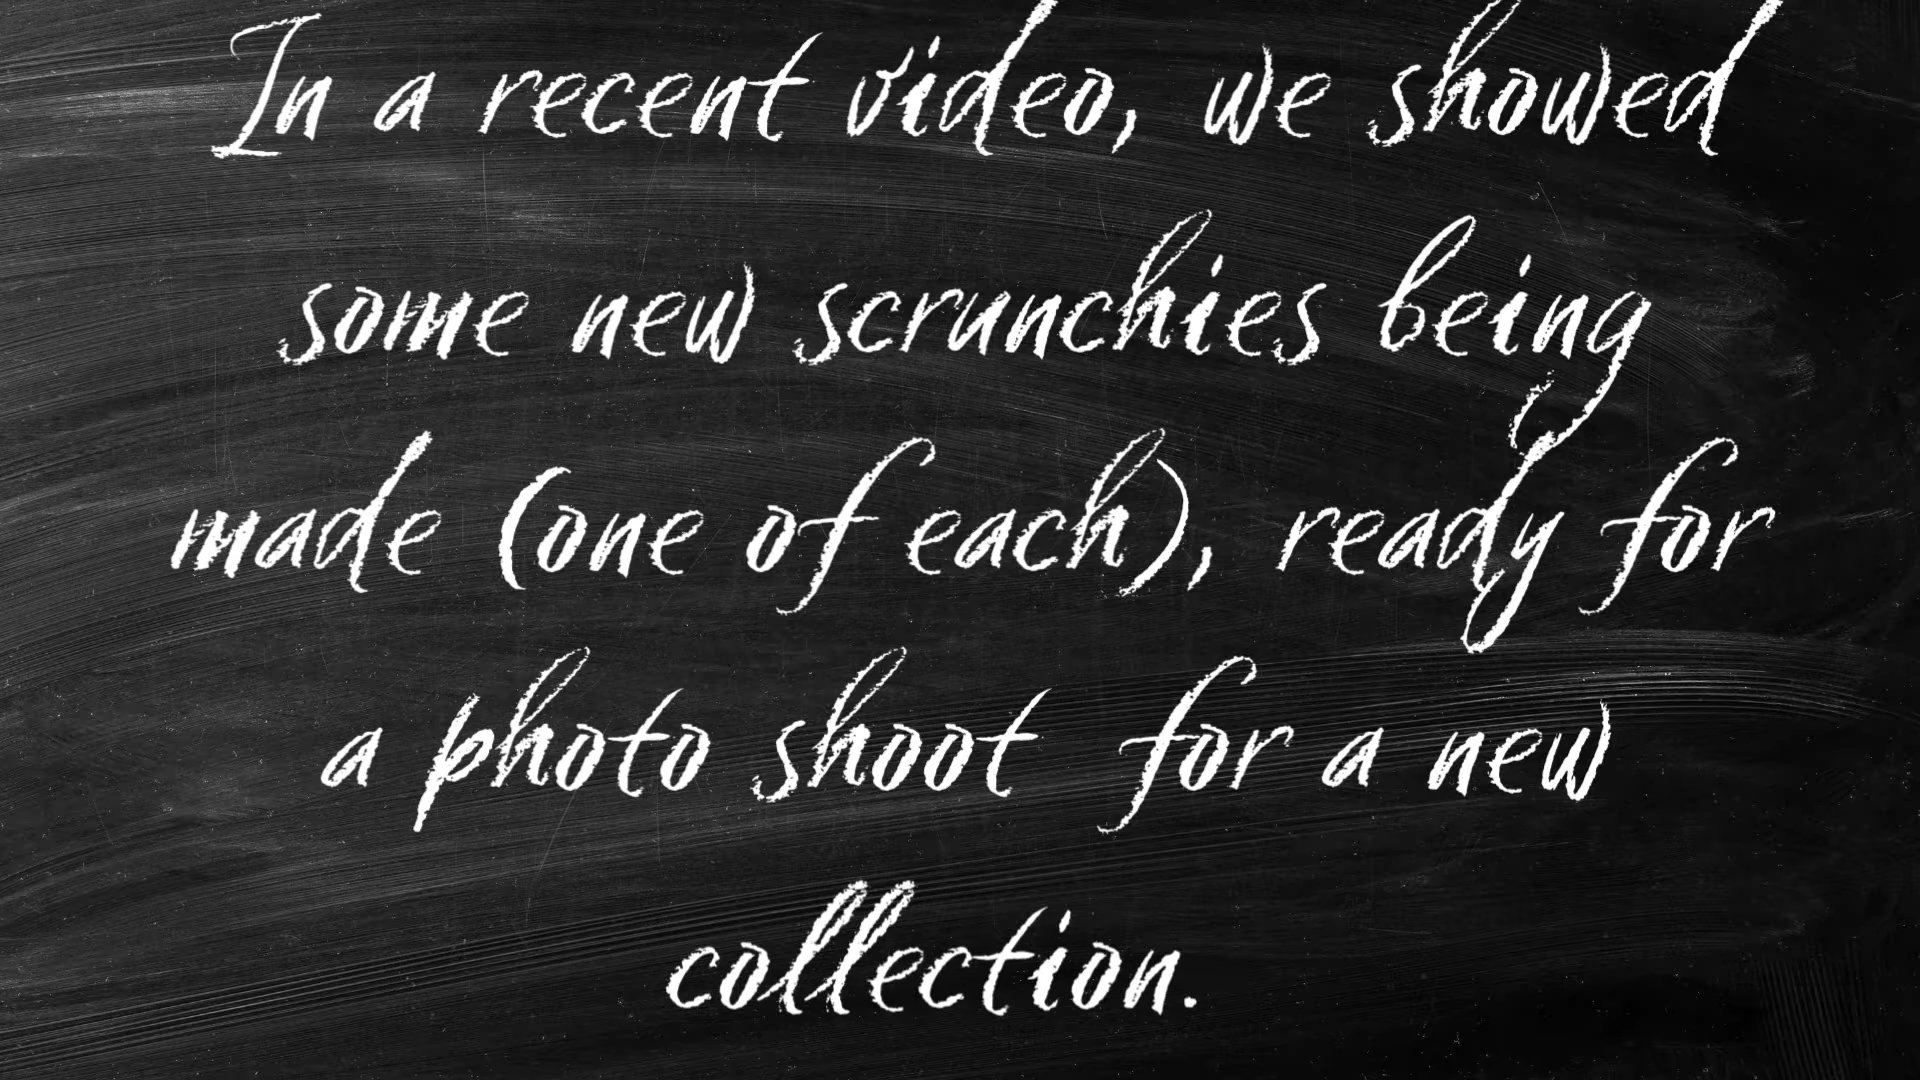 In a recent video, we showed
some new scrunchies being
made (one of each), ready for
a photo shoot for a new
collection.